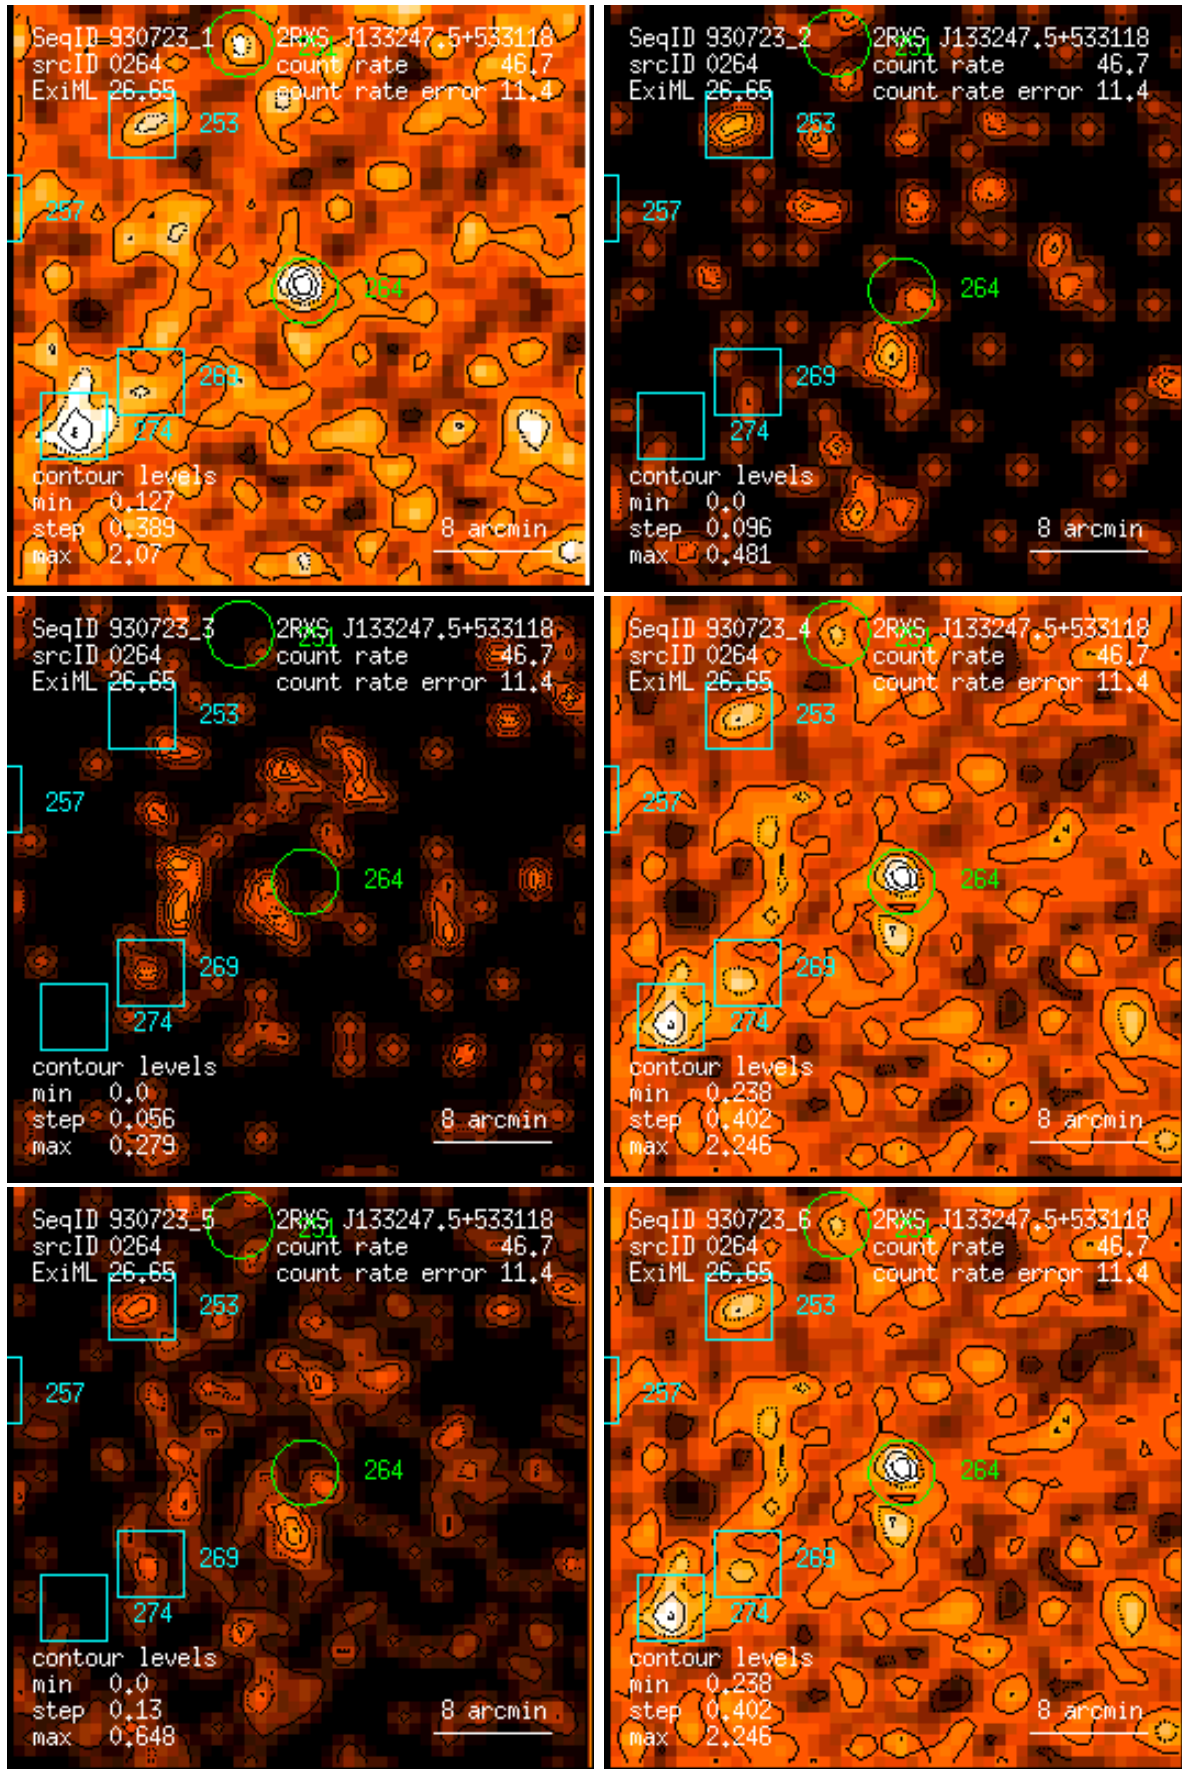 SeqID 930723_1 2RXS J133247.5+533118
srcID 0264 251 count rate 46.7
ExiML 26.65 count rate error 11.4
253
257
264
269
274
contour levels
min 0.127
step 0.389 8 arcmin
max 2.07
SeqID 930723_2 2RXS J133247.5+533118
srcID 0264 251 count rate 46.7
ExiML 26.65 count rate error 11.4
253
257
264
269
274
contour levels
min 0.0
step 0.096 8 arcmin
max 0.481
SeqID 930723_3 2RXS J133247.5+533118
srcID 0264 251 count rate 46.7
ExiML 26.65 count rate error 11.4
253
257
264
269
274
contour levels
min 0.0
step 0.056 8 arcmin
max 0.279
SeqID 930723_4 2RXS J133247.5+533118
srcID 0264 251 count rate 46.7
ExiML 26.65 count rate error 11.4
253
257
264
269
274
contour levels
min 0.238
step 0.402 8 arcmin
max 2.246
SeqID 930723_5 2RXS J133247.5+533118
srcID 0264 251 count rate 46.7
ExiML 26.65 count rate error 11.4
253
257
264
269
274
contour levels
min 0.0
step 0.13 8 arcmin
max 0.648
SeqID 930723_6 2RXS J133247.5+533118
srcID 0264 251 count rate 46.7
ExiML 26.65 count rate error 11.4
253
257
264
269
274
contour levels
min 0.238
step 0.402 8 arcmin
max 2.246